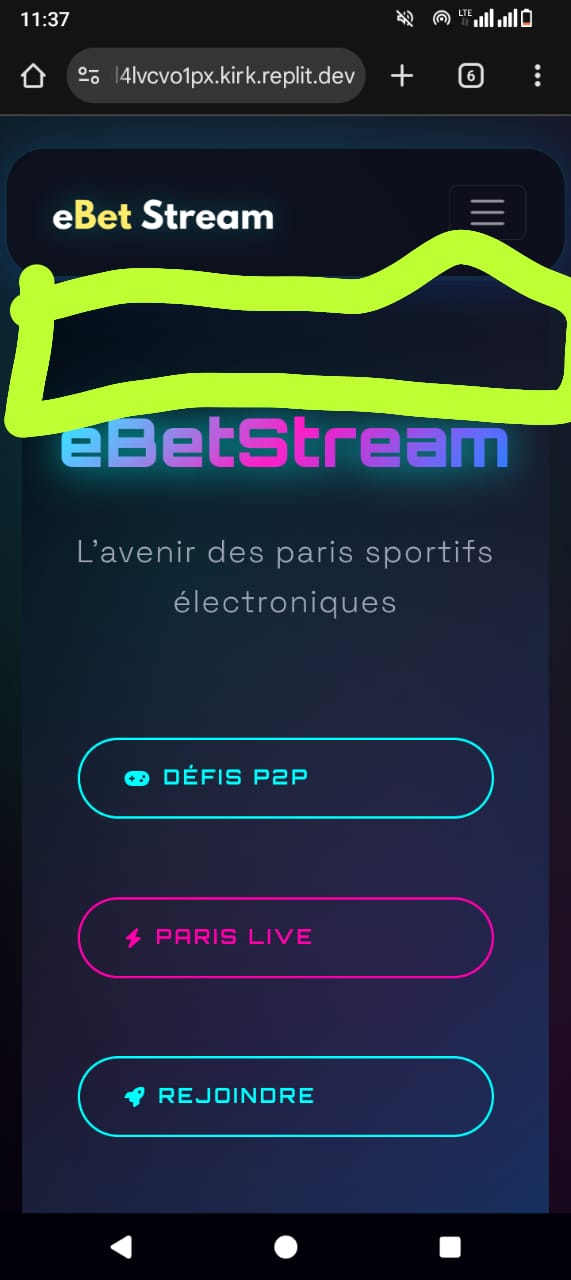 11:37
LTE
l4lvcvo1px.kirk.replit.dev
6
eBet Stream
eBetStream
L'avenir des paris sportifs
électroniques
DÉFIS P2P
PARIS LIVE
REJOINDRE